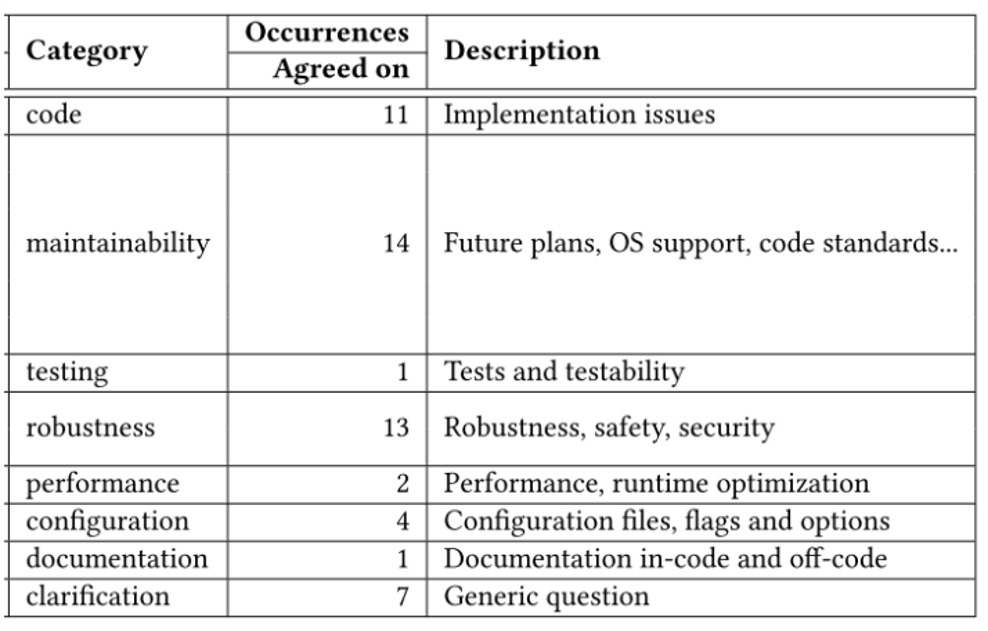 Category Occurrences Description
Agreed on
code 11 Implementation issues
maintainability 14 Future plans, OS support, code standards...
testing 1 Tests and testability
robustness 13 Robustness, safety, security
performance 2 Performance, runtime optimization
configuration 4 Configuration files, flags and options
documentation 1 Documentation in-code and off-code
clarification 7 Generic question